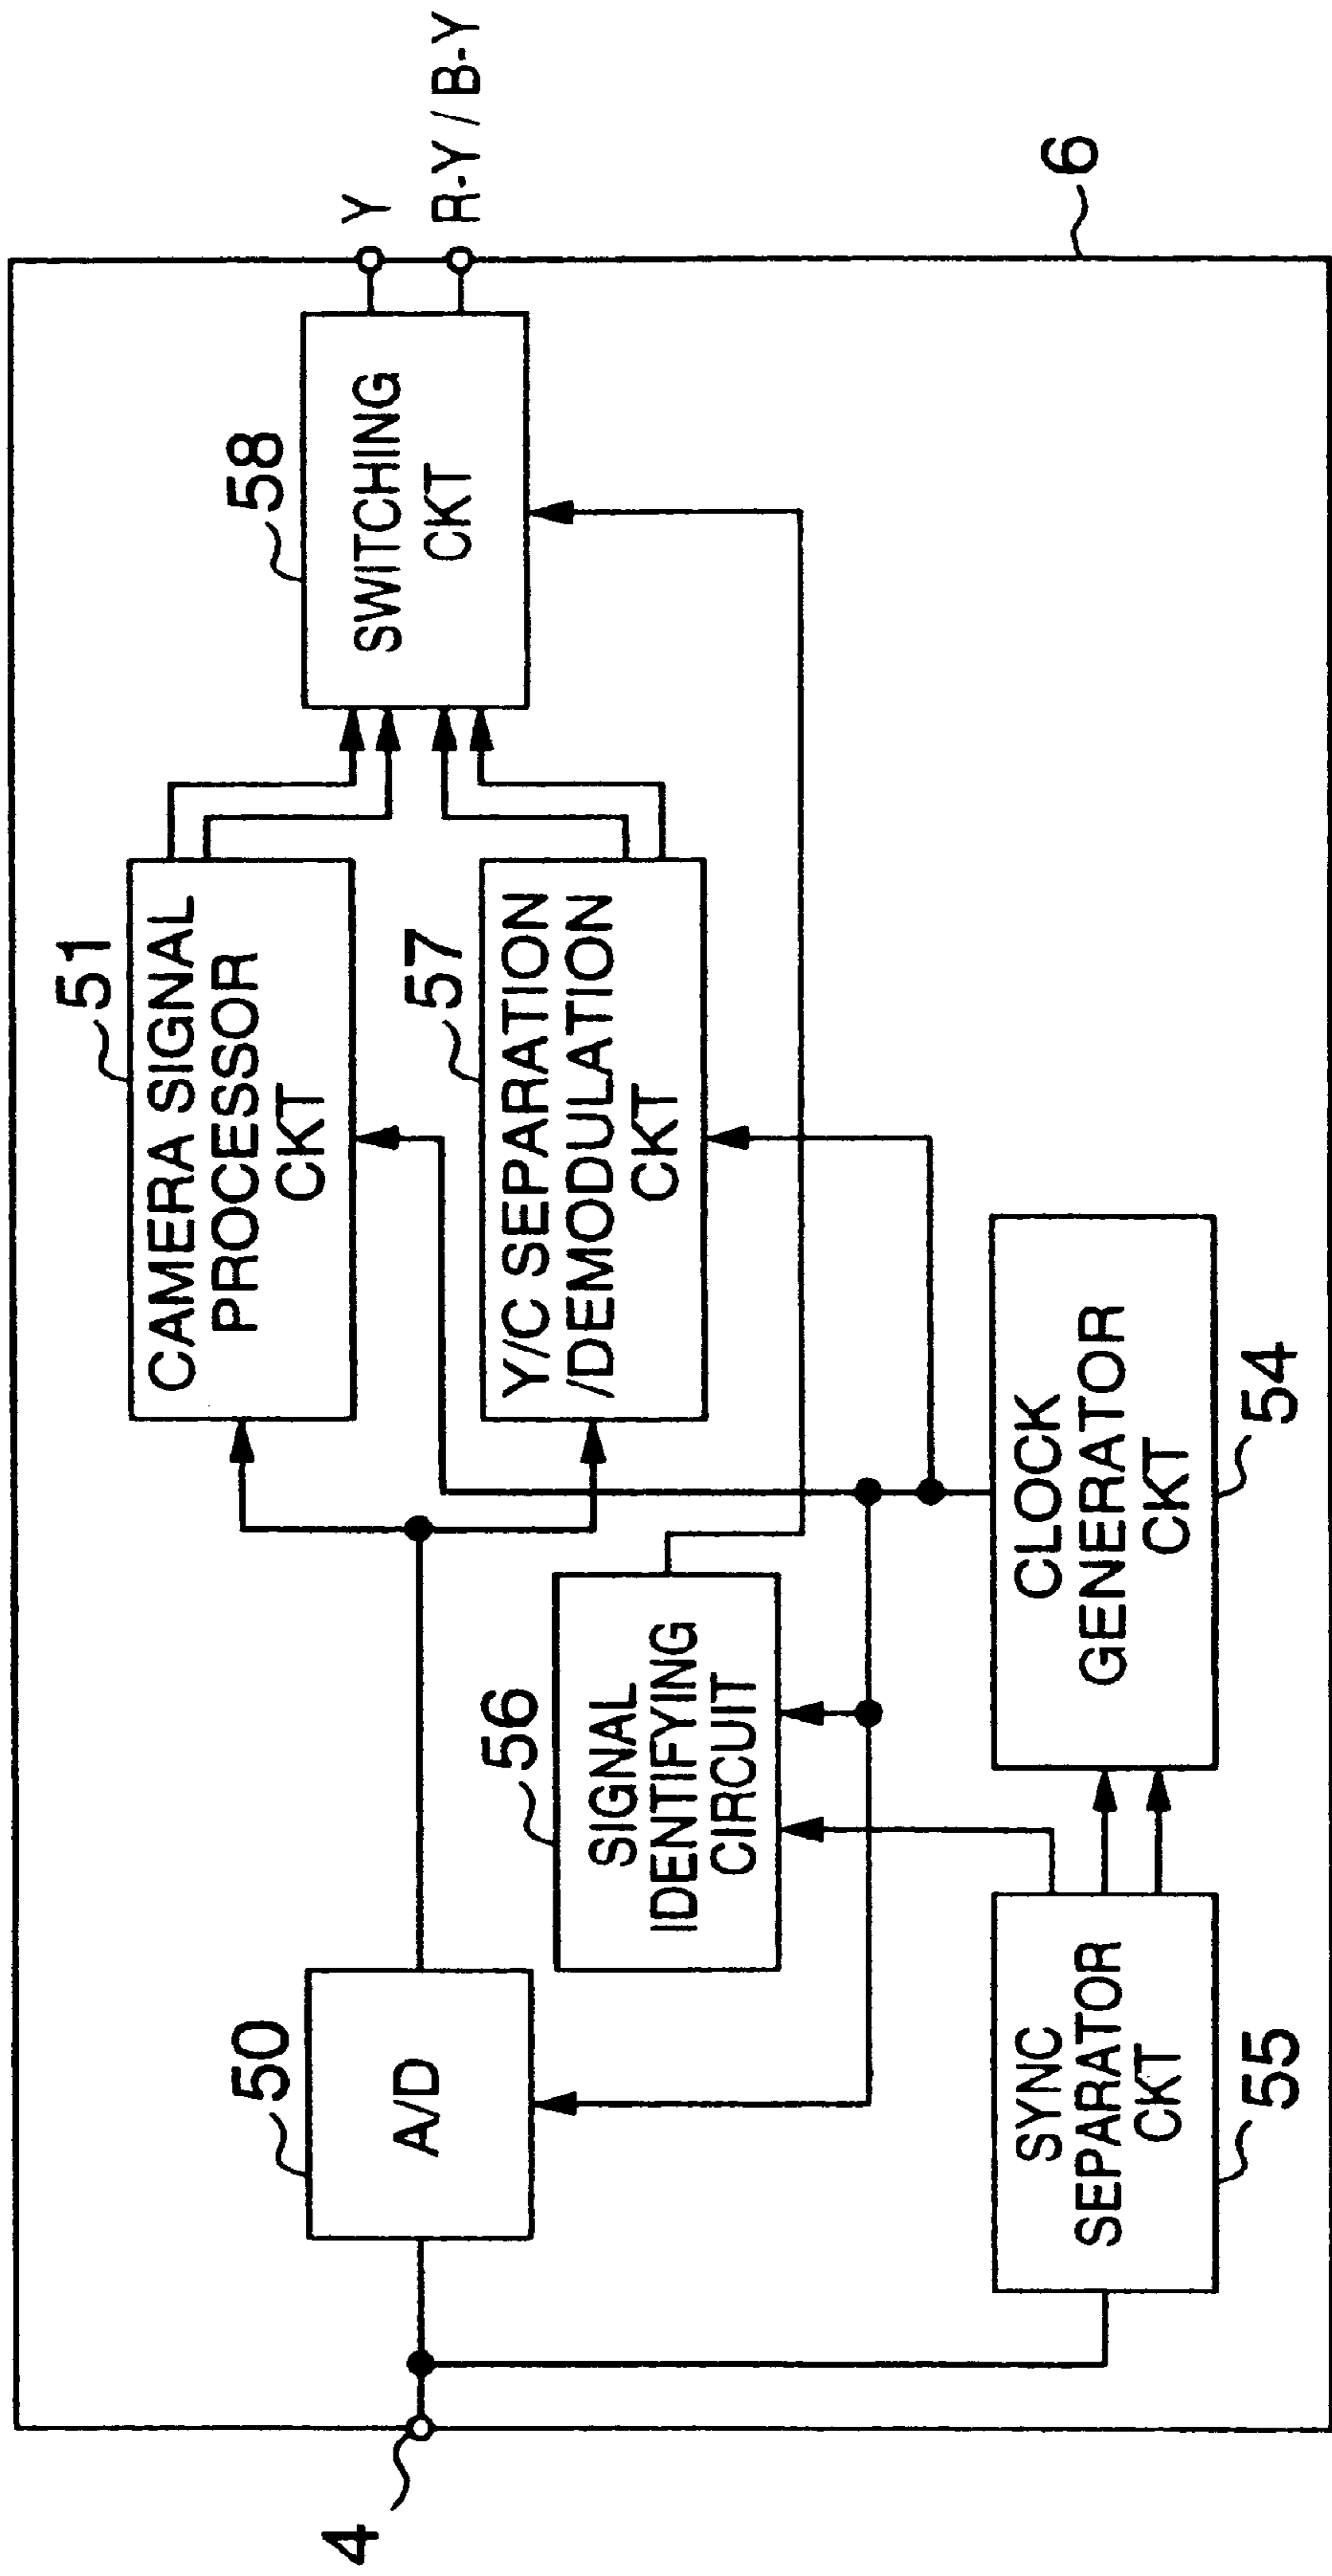 51
CAMERA SIGNAL
PROCESSOR
CKT
58
SWITCHING
CKT
Y
R-Y / B-Y
50
A/D
57
Y/C SEPARATION
/DEMODULATION
CKT
4
56
SIGNAL
IDENTIFYING
CIRCUIT
6
SYNC
SEPARATOR
CKT
55
CLOCK
GENERATOR
CKT
54